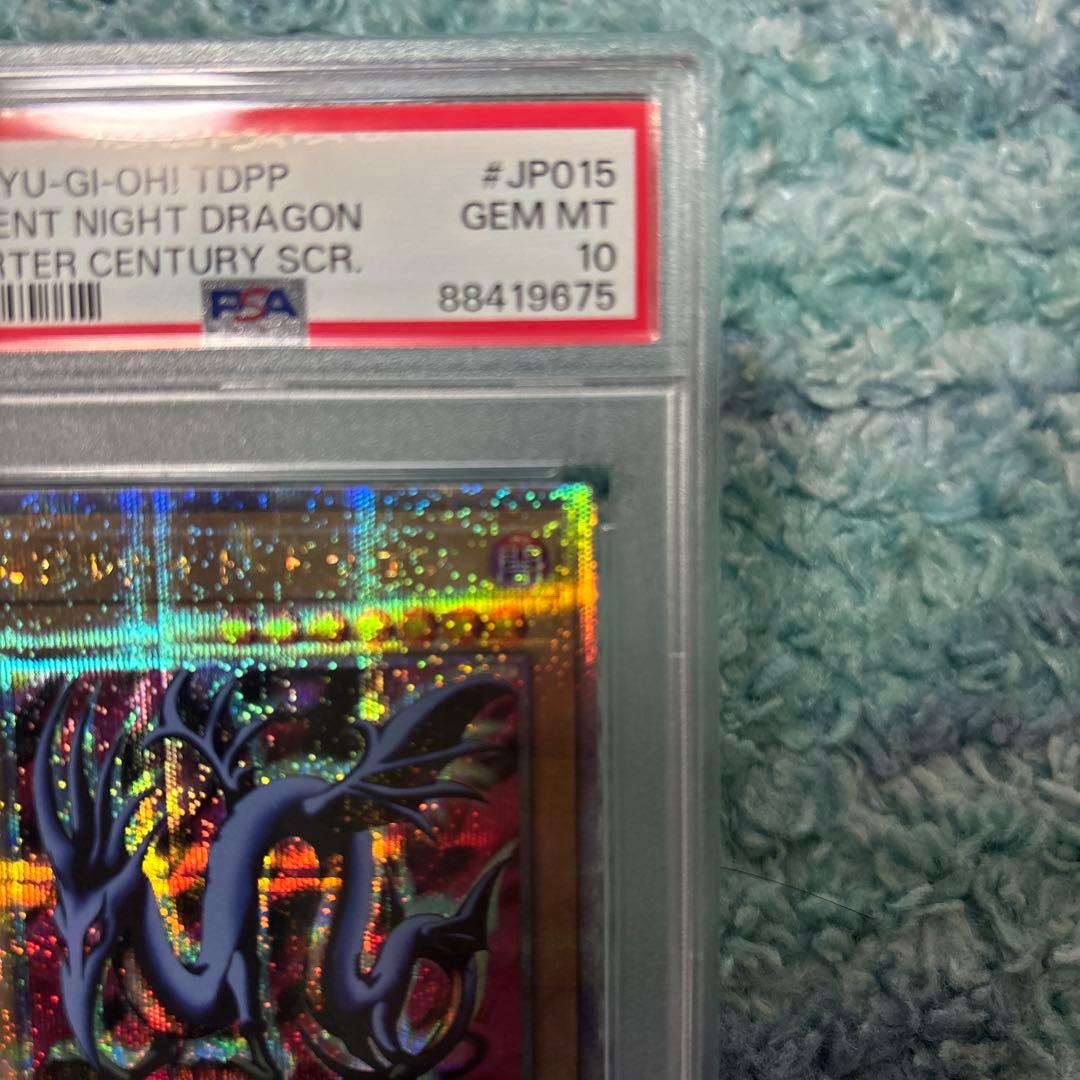 YU-GI-OH! TDPP #JP015
ENT NIGHT DRAGON GEM MT
RTER CENTURY SCR. 10
PSA 88419675